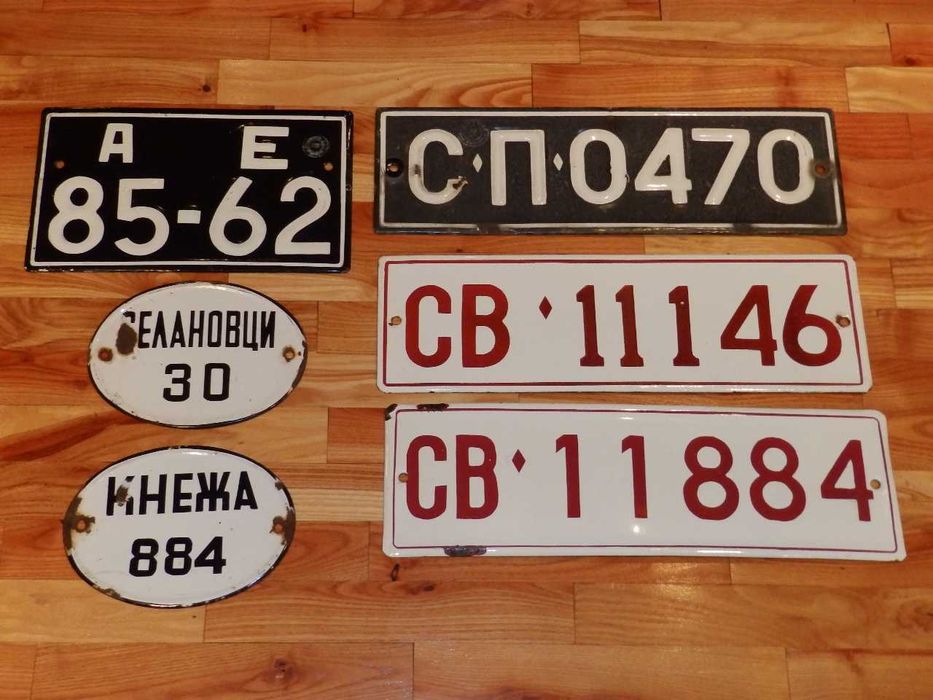 А Е
85-62
СЕЛАНОВЦИ
30
КНЕЖА
884
С·П·0470
СВ·11146
СВ·11884